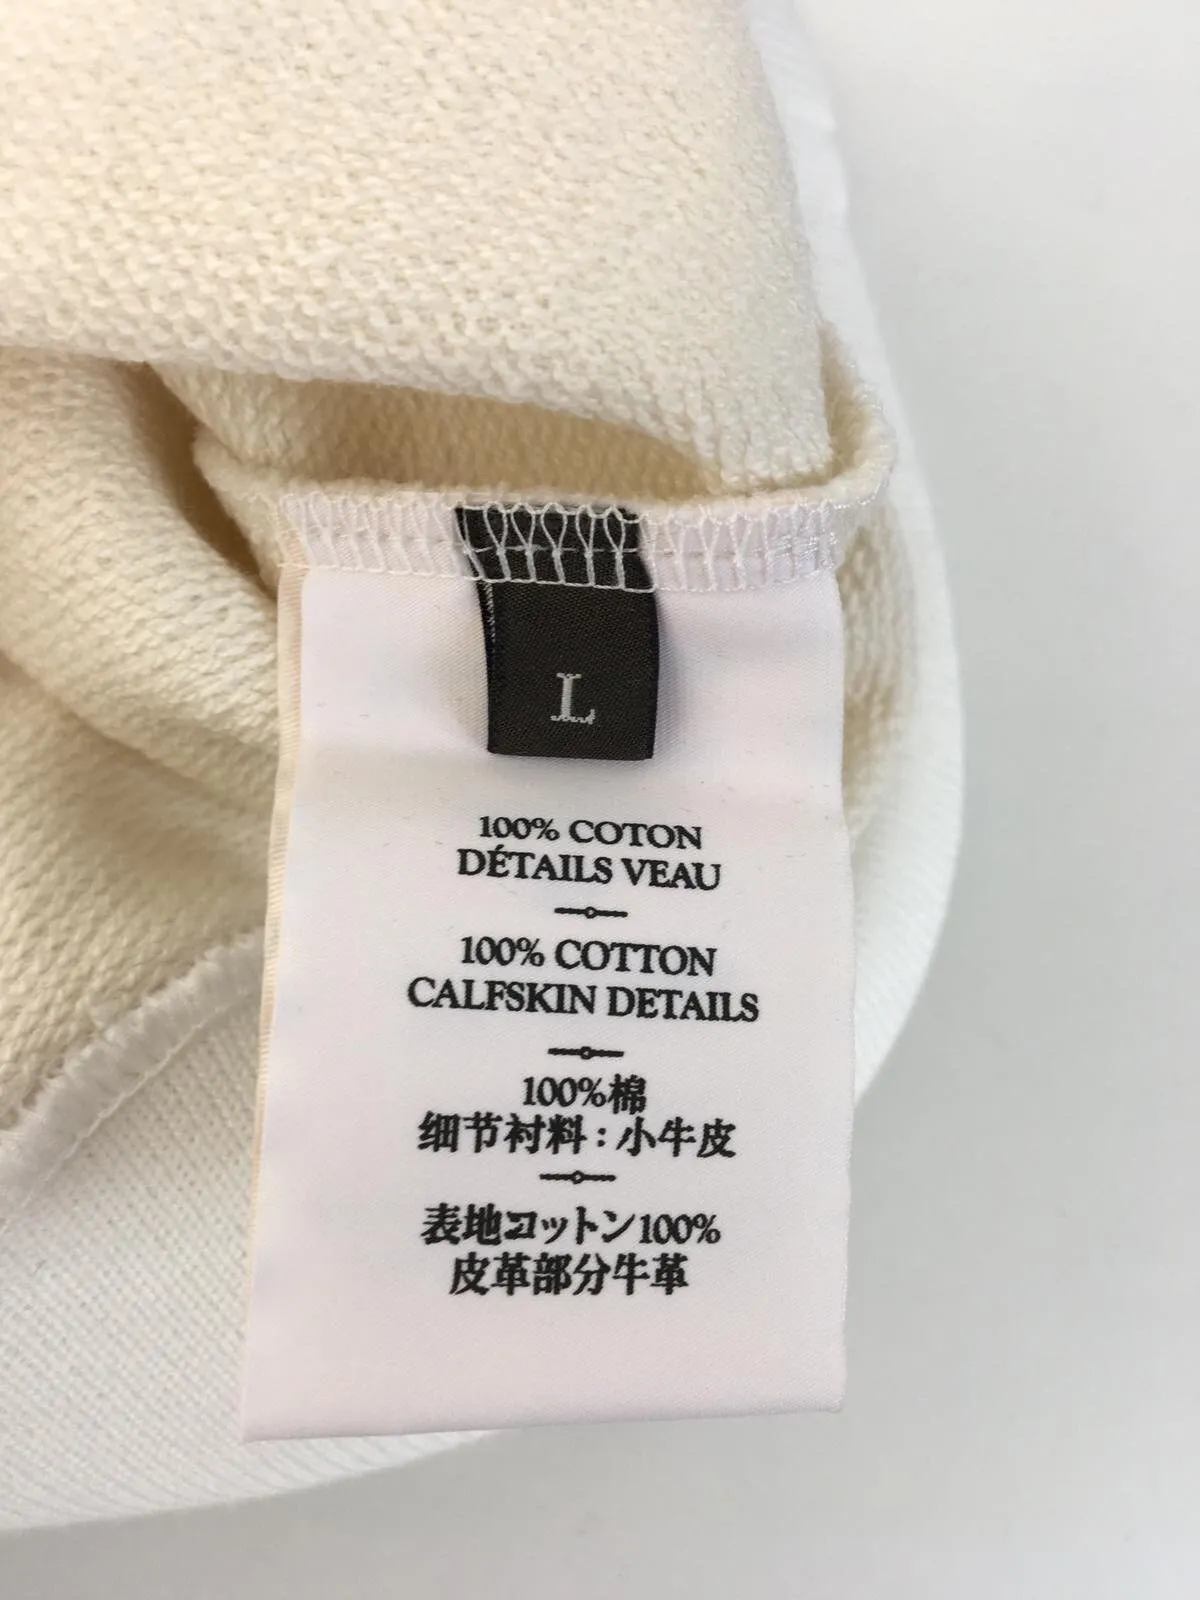 L
100% COTON
DÉTAILS VEAU
100% COTTON
CALFSKIN DETAILS
100%棉
细节衬料:小牛皮
表地コットン100%
皮革部分牛革